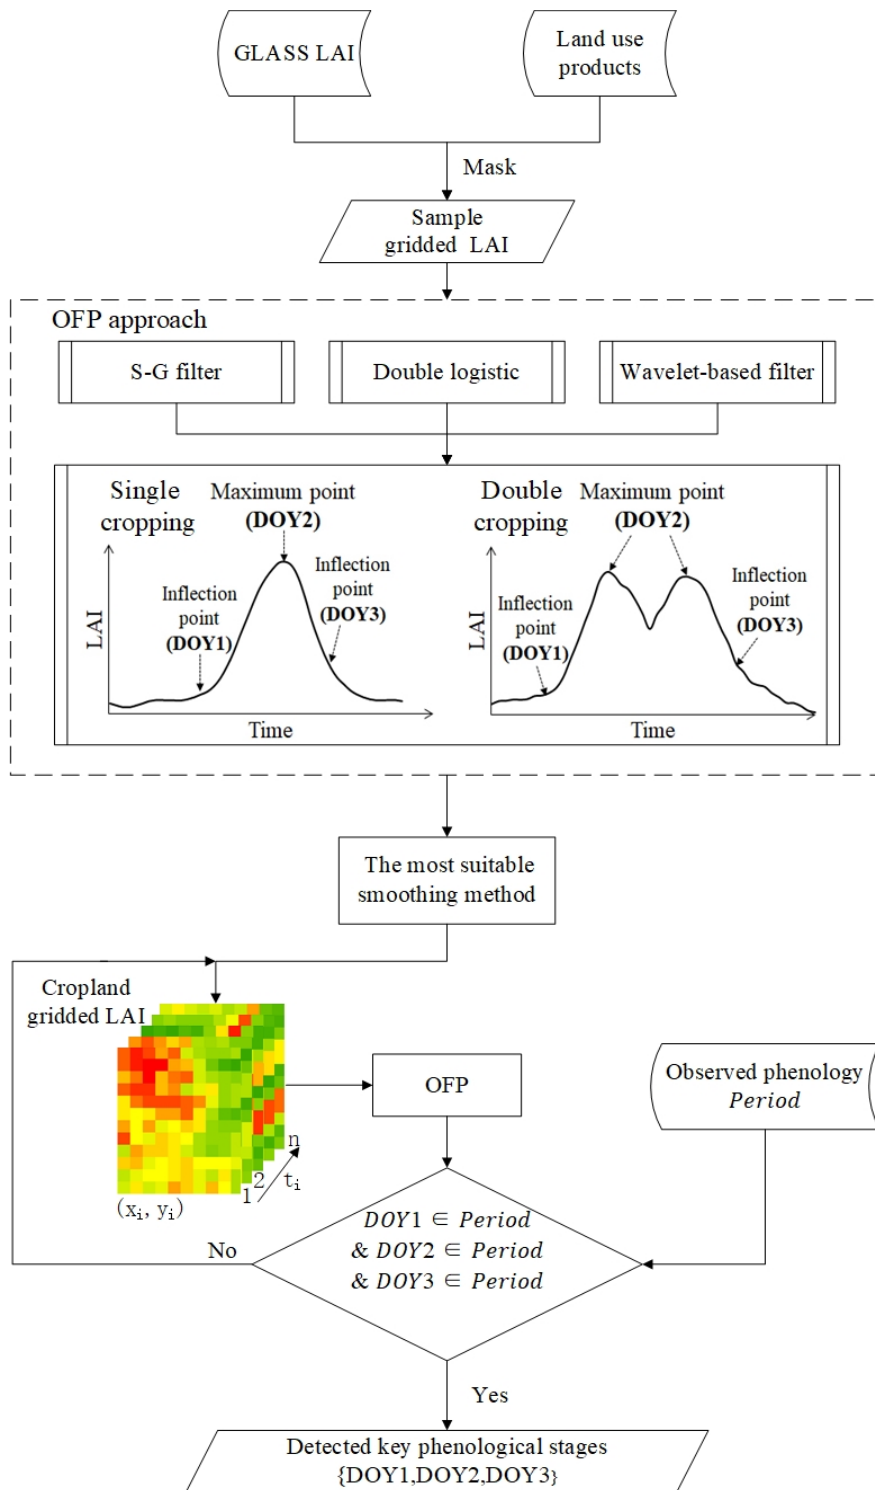 GLASS LAI
Land use
products
Mask
Sample
gridded LAI
OFP approach
S-G filter
Double logistic
Wavelet-based filter
Single
cropping
Maximum point
(DOY2)
Inflection
point
(DOY1)
Inflection
point
(DOY3)
LAI
Time
Double
cropping
Maximum point
(DOY2)
Inflection
point
(DOY1)
Inflection
point
(DOY3)
LAI
Time
The most suitable
smoothing method
Cropland
gridded LAI
n
2
1
t_i
(x_i, y_i)
OFP
Observed phenology
Period
DOY1 ∈ Period
& DOY2 ∈ Period
& DOY3 ∈ Period
No
Yes
Detected key phenological stages
{DOY1,DOY2,DOY3}